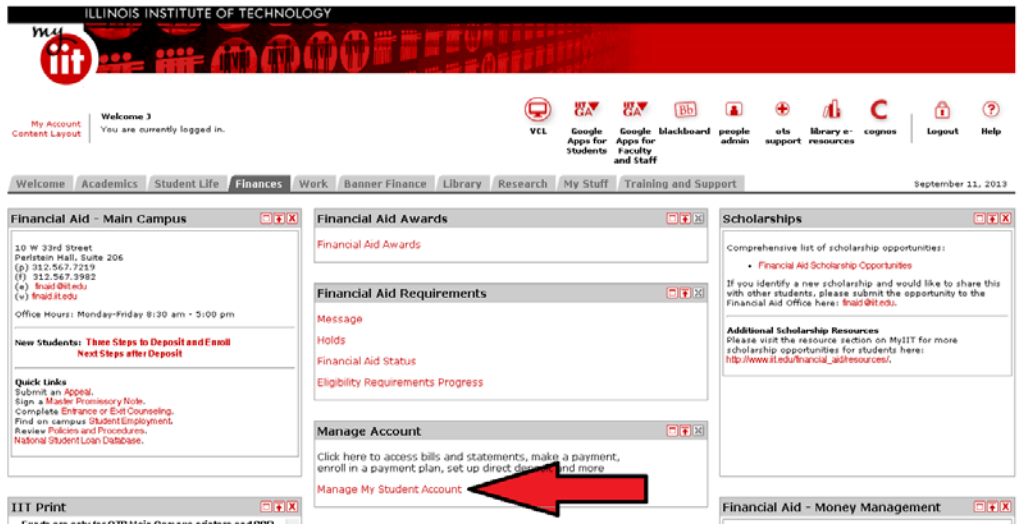 ILLINOIS INSTITUTE OF TECHNOLOGY
my
iit
My Account
Content Layout
Welcome J
You are currently logged in.
VCL
Google Apps for Students
Google Apps for Faculty and Staff
blackboard
people admin
ots support
library e-resources
cognos
Logout
Help
Welcome Academics Student Life Finances Work Banner Finance Library Research My Stuff Training and Support
September 11, 2013
Financial Aid - Main Campus
10 W 33rd Street
Perlstein Hall, Suite 206
(p) 312.567.7219
(f) 312.567.3982
(e) finaid@iit.edu
(w) finaid.iit.edu
Office Hours: Monday-Friday 8:30 am - 5:00 pm
New Students: Three Steps to Deposit and Enroll
Next Steps after Deposit
Quick Links
Submit an Appeal.
Sign a Master Promissory Note.
Complete Entrance or Exit Counseling.
Find on campus Student Employment.
Review Policies and Procedures.
National Student Loan Database.
IIT Print
Financial Aid Awards
Financial Aid Awards
Financial Aid Requirements
Message
Holds
Financial Aid Status
Eligibility Requirements Progress
Manage Account
Click here to access bills and statements, make a payment,
enroll in a payment plan, set up direct deposit and more
Manage My Student Account
Scholarships
Comprehensive list of scholarship opportunities:
• Financial Aid Scholarship Opportunities
If you identify a new scholarship and would like to share this
with other students, please submit the opportunity to the
Financial Aid Office here: finaid@iit.edu.
Additional Scholarship Resources
Please visit the resource section on MyIIT for more
scholarship opportunities for students here:
http://www.iit.edu/financial_aid/resources/.
Financial Aid - Money Management